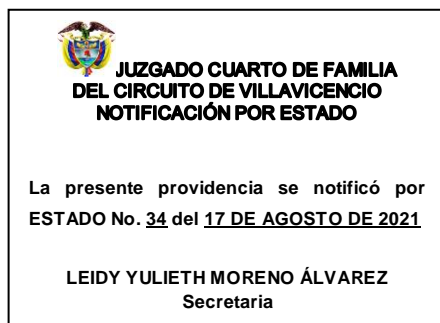 JUZGADO CUARTO DE FAMILIA
DEL CIRCUITO DE VILLAVICENCIO
NOTIFICACIÓN POR ESTADO
La presente providencia se notificó por
ESTADO No. 34 del 17 DE AGOSTO DE 2021
LEIDY YULIETH MORENO ÁLVAREZ
Secretaria